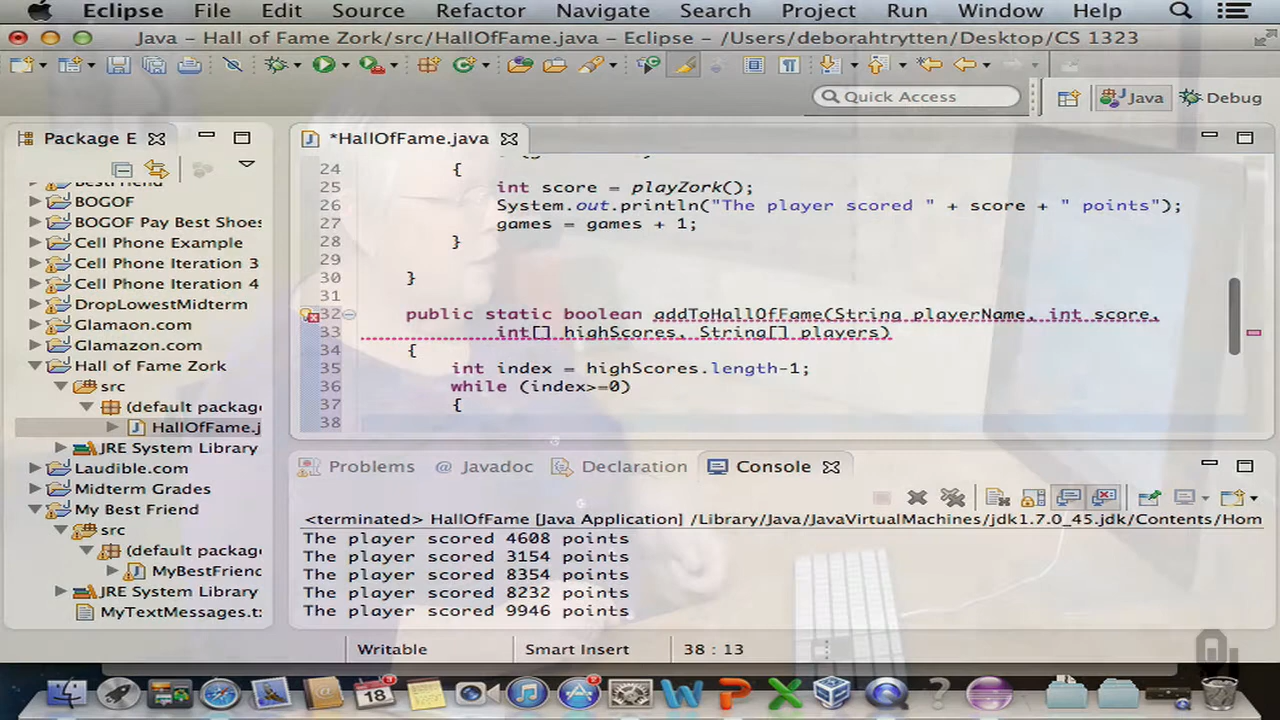 Eclipse File Edit Source Refactor Navigate Search Project Run Window Help
Java - Hall of Fame Zork/src/HallOfFame.java - Eclipse - /Users/deborahtrytten/Desktop/CS 1323
Quick Access
Java
Debug
Package E
*HallOfFame.java
BestFriend
BOGOF
BOGOF Pay Best Shoes
Cell Phone Example
Cell Phone Iteration 3
Cell Phone Iteration 4
DropLowestMidterm
Glamaon.com
Glamazon.com
Hall of Fame Zork
src
(default packag
HallOfFame.j
JRE System Library
Laudible.com
Midterm Grades
My Best Friend
src
(default packag
MyBestFrienc
JRE System Library
MyTextMessages.t
24 {
25 int score = playZork();
26 System.out.println("The player scored " + score + " points");
27 games = games + 1;
28 }
29
30 }
31
32 public static boolean addToHallOfFame(String playerName, int score,
33 int[] highScores, String[] players)
34 {
35 int index = highScores.length-1;
36 while (index>=0)
37 {
38
Problems @ Javadoc Declaration Console
<terminated> HallOfFame [Java Application] /Library/Java/JavaVirtualMachines/jdk1.7.0_45.jdk/Contents/Hom
The player scored 4608 points
The player scored 3154 points
The player scored 8354 points
The player scored 8232 points
The player scored 9946 points
Writable Smart Insert 38 : 13
18